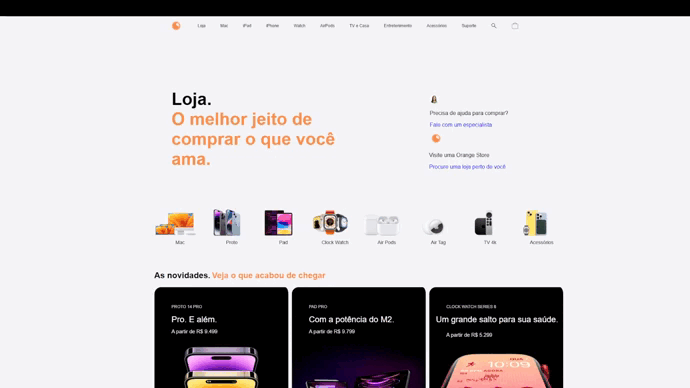 Loja Mac iPad iPhone Watch AirPods TV e Casa Entretenimento Acessórios Suporte
Loja.
O melhor jeito de
comprar o que você
ama.
Precisa de ajuda para comprar?
Fale com um especialista
Visite uma Orange Store
Procure uma loja perto de você
Mac Proto Pad Clock Watch Air Pods Air Tag TV 4k Acessórios
As novidades. Veja o que acabou de chegar
PROTO 14 PRO
Pro. E além.
A partir de R$ 9.499
PAD PRO
Com a potência do M2.
A partir de R$ 9.799
CLOCK WATCH SERIES 8
Um grande salto para sua saúde.
A partir de R$ 5.299
10:09